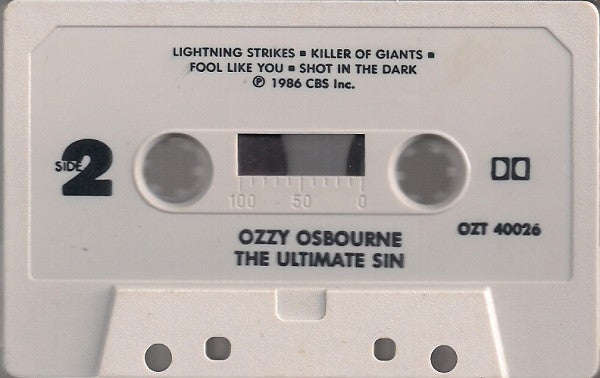 LIGHTNING STRIKES ▪ KILLER OF GIANTS ▪
FOOL LIKE YOU ▪ SHOT IN THE DARK
℗ 1986 CBS Inc.
SIDE 2
100 50 0
OZT 40026
OZZY OSBOURNE
THE ULTIMATE SIN